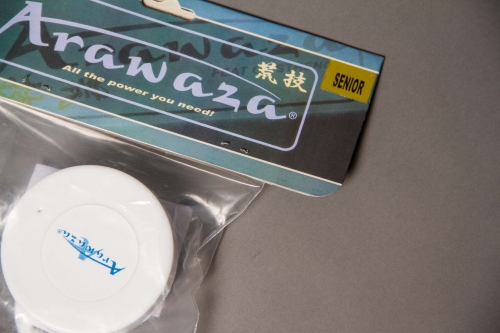 Arawaza®
荒技
All the power you need!
SENIOR
Arawaza®